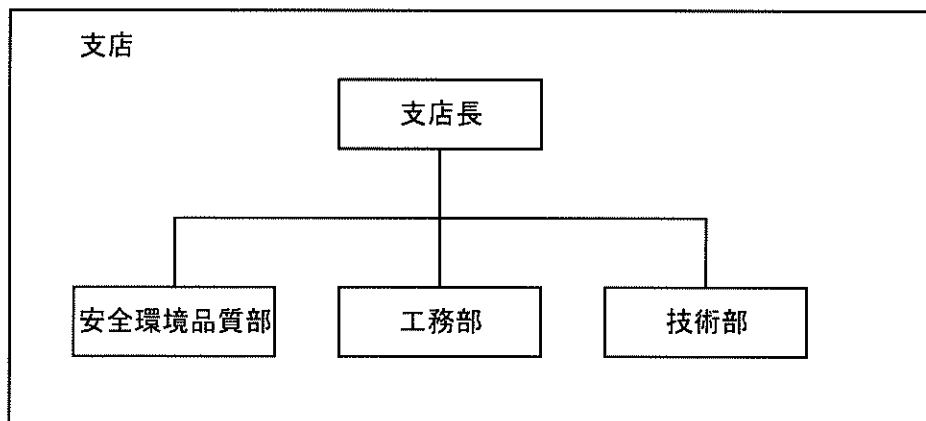 支店
支店長
安全環境品質部
工務部
技術部